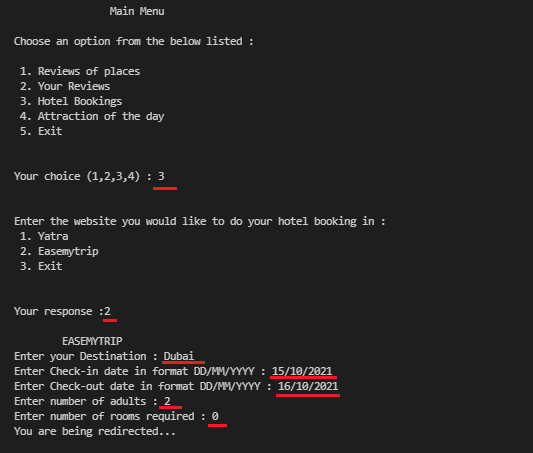 Main Menu
Choose an option from the below listed :
1. Reviews of places
2. Your Reviews
3. Hotel Bookings
4. Attraction of the day
5. Exit
Your choice (1,2,3,4) : 3
Enter the website you would like to do your hotel booking in :
1. Yatra
2. Easemytrip
3. Exit
Your response :2
EASEMYTRIP
Enter your Destination : Dubai
Enter Check-in date in format DD/MM/YYYY : 15/10/2021
Enter Check-out date in format DD/MM/YYYY : 16/10/2021
Enter number of adults : 2
Enter number of rooms required : 0
You are being redirected...